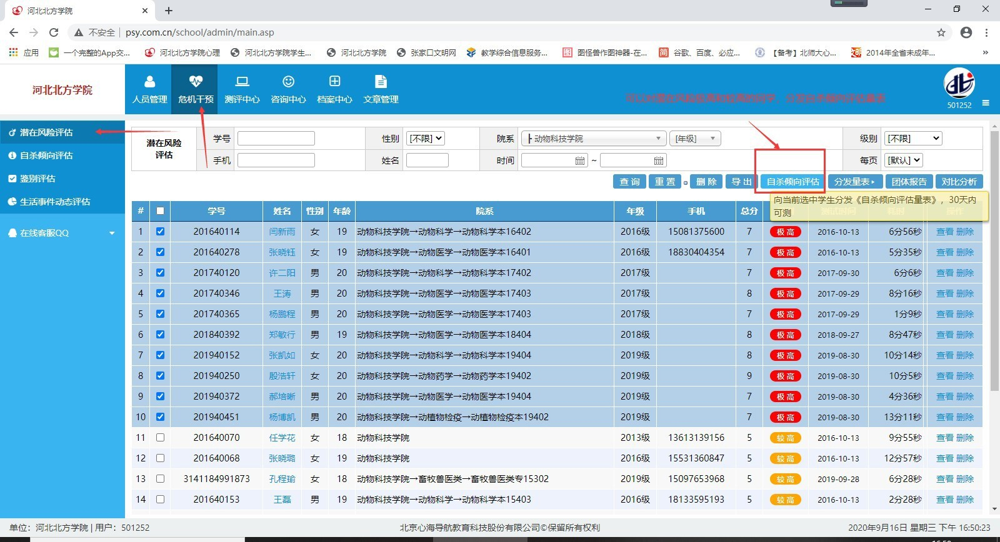 河北北方学院
不安全 psy.com.cn/school/admin/main.asp
应用 一个完整的App交... 河北北方学院心理 河北北方学院学生... 河北北方学院 张家口文明网 教学综合信息服务... 图怪兽作图神器-在... 谷歌、百度、必应... 【备考】北师大心... 2014年全省未成年...
河北北方学院
人员管理 危机干预 测评中心 咨询中心 档案中心 文章管理
可以对潜在风险极高和较高的同学，分发自杀倾向评估量表
501252
潜在风险评估
自杀倾向评估
鉴别评估
生活事件动态评估
在线客服QQ
潜在风险
评估
学号 性别 [不限] 院系 ┣ 动物科技学院 [年级] 级别 [不限]
手机 姓名 时间 ~ 每页 [默认]
查 询 重 置 删 除 导 出 自杀倾向评估 分发量表 团体报告 对比分析
向当前选中学生分发《自杀倾向评估量表》，30天内
可测
# 学号 姓名 性别 年龄 院系 年级 手机 总分 测试时间 耗时 操作
1 201640114 闫新雨 女 19 动物科技学院→动物科学→动物科学本16402 2016级 15081375600 7 极 高 2016-10-13 6分56秒 查看 删除
2 201640278 张晓钰 女 19 动物科技学院→动物医学→动物医学本16401 2016级 18830404354 7 极 高 2016-10-13 5分35秒 查看 删除
3 201740120 许二阳 男 20 动物科技学院→动物科学→动物科学本17402 2017级 7 极 高 2017-09-30 6分6秒 查看 删除
4 201740346 王涛 男 20 动物科技学院→动物医学→动物医学本17403 2017级 8 极 高 2017-09-29 8分16秒 查看 删除
5 201740365 杨鹏程 男 20 动物科技学院→动物医学→动物医学本17403 2017级 7 极 高 2017-09-29 1分9秒 查看 删除
6 201840392 郑敏行 男 19 动物科技学院→动物医学→动物医学本18404 2018级 8 极 高 2018-09-27 8分47秒 查看 删除
7 201940152 张凯如 女 20 动物科技学院→动物科学→动物科学本19404 2019级 8 极 高 2019-08-30 10分14秒 查看 删除
8 201940250 殷浩轩 女 20 动物科技学院→动物药学→动物药学本19402 2019级 9 极 高 2019-08-30 10分5秒 查看 删除
9 201940372 郝培晰 男 20 动物科技学院→动物医学→动物医学本19404 2019级 7 极 高 2019-08-30 4分36秒 查看 删除
10 201940451 杨博凯 男 20 动物科技学院→动植物检疫→动植物检疫本19402 2019级 7 极 高 2019-08-30 13分11秒 查看 删除
11 201640070 任学花 女 18 动物科技学院 2013级 13613139156 5 较 高 2016-10-13 9分55秒 查看 删除
12 201640068 张晓璐 女 19 动物科技学院 2016级 15531360847 5 较 高 2016-10-13 12分57秒 查看 删除
13 3141184991873 孔程瑜 女 18 动物科技学院→畜牧兽医类→畜牧兽医类专15302 2019级 15097653968 5 较 高 2019-09-28 6分28秒 查看 删除
14 201640153 王磊 男 19 动物科技学院→动物科学→动物科学本15403 2016级 18133595193 5 较 高 2016-10-13 2分28秒 查看 删除
单位：河北北方学院 | 用户：501252 北京心海导航教育科技股份有限公司©保留所有权利 2020年9月16日 星期三 下午 16:50:23